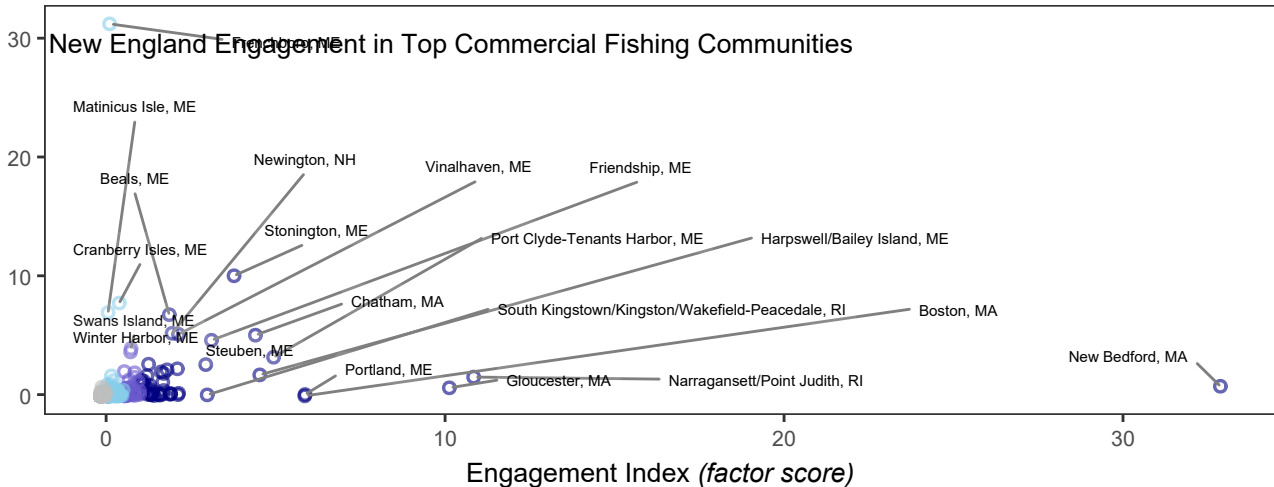 New England Engagement in Top Commercial Fishing Communities
Frenchboro, ME
Matinicus Isle, ME
Newington, NH
Vinalhaven, ME
Friendship, ME
Beals, ME
Stonington, ME
Port Clyde-Tenants Harbor, ME
Harpswell/Bailey Island, ME
Cranberry Isles, ME
Chatham, MA
South Kingstown/Kingston/Wakefield-Peacedale, RI
Boston, MA
Swans Island, ME
Winter Harbor, ME
Steuben, ME
Portland, ME
Gloucester, MA
Narragansett/Point Judith, RI
New Bedford, MA
30
20
10
0
0 10 20 30
Engagement Index (factor score)